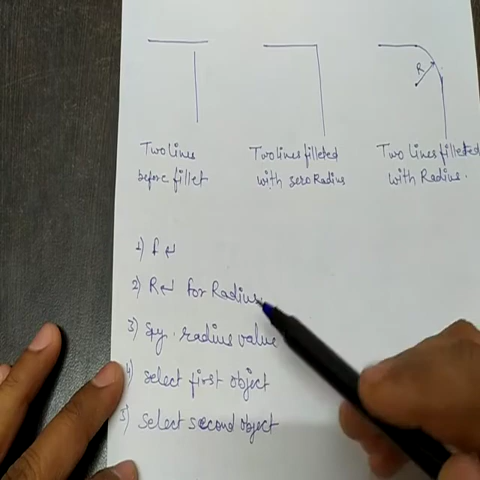 R
Two lines
before fillet
Two lines filleted
with zero Radius
Two lines filleted
with Radius.
1) f ↵
2) R↵ for Radius
3) Spy. radius value
4) select first object
5) Select second object